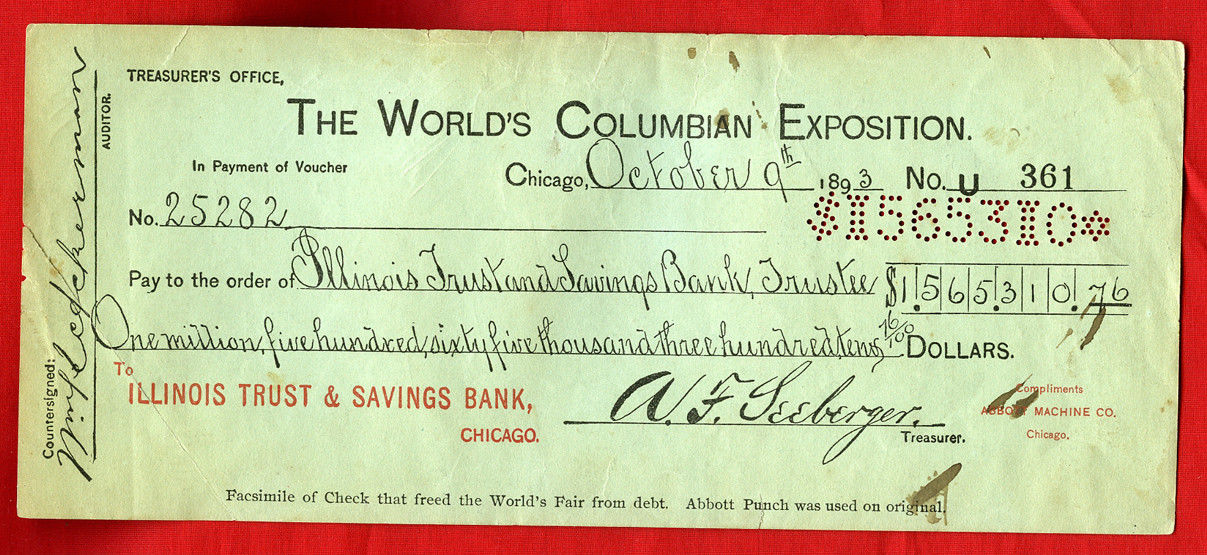 TREASURER'S OFFICE,
THE WORLD'S COLUMBIAN EXPOSITION.
In Payment of Voucher
Chicago, October 9th 1893 No. U 361
No. 25282
$1565310
Pay to the order of Illinois Trust and Savings Bank, Trustee $1.565.310.76
One million, five hundred, sixty five thousand three hundred ten & 76/00 DOLLARS.
To
ILLINOIS TRUST & SAVINGS BANK,
CHICAGO.
A. F. Seeberger.
Treasurer.
Compliments
ABBOTT MACHINE CO.
Chicago.
Facsimile of Check that freed the World's Fair from debt. Abbott Punch was used on original.
Countersigned:
AUDITOR.